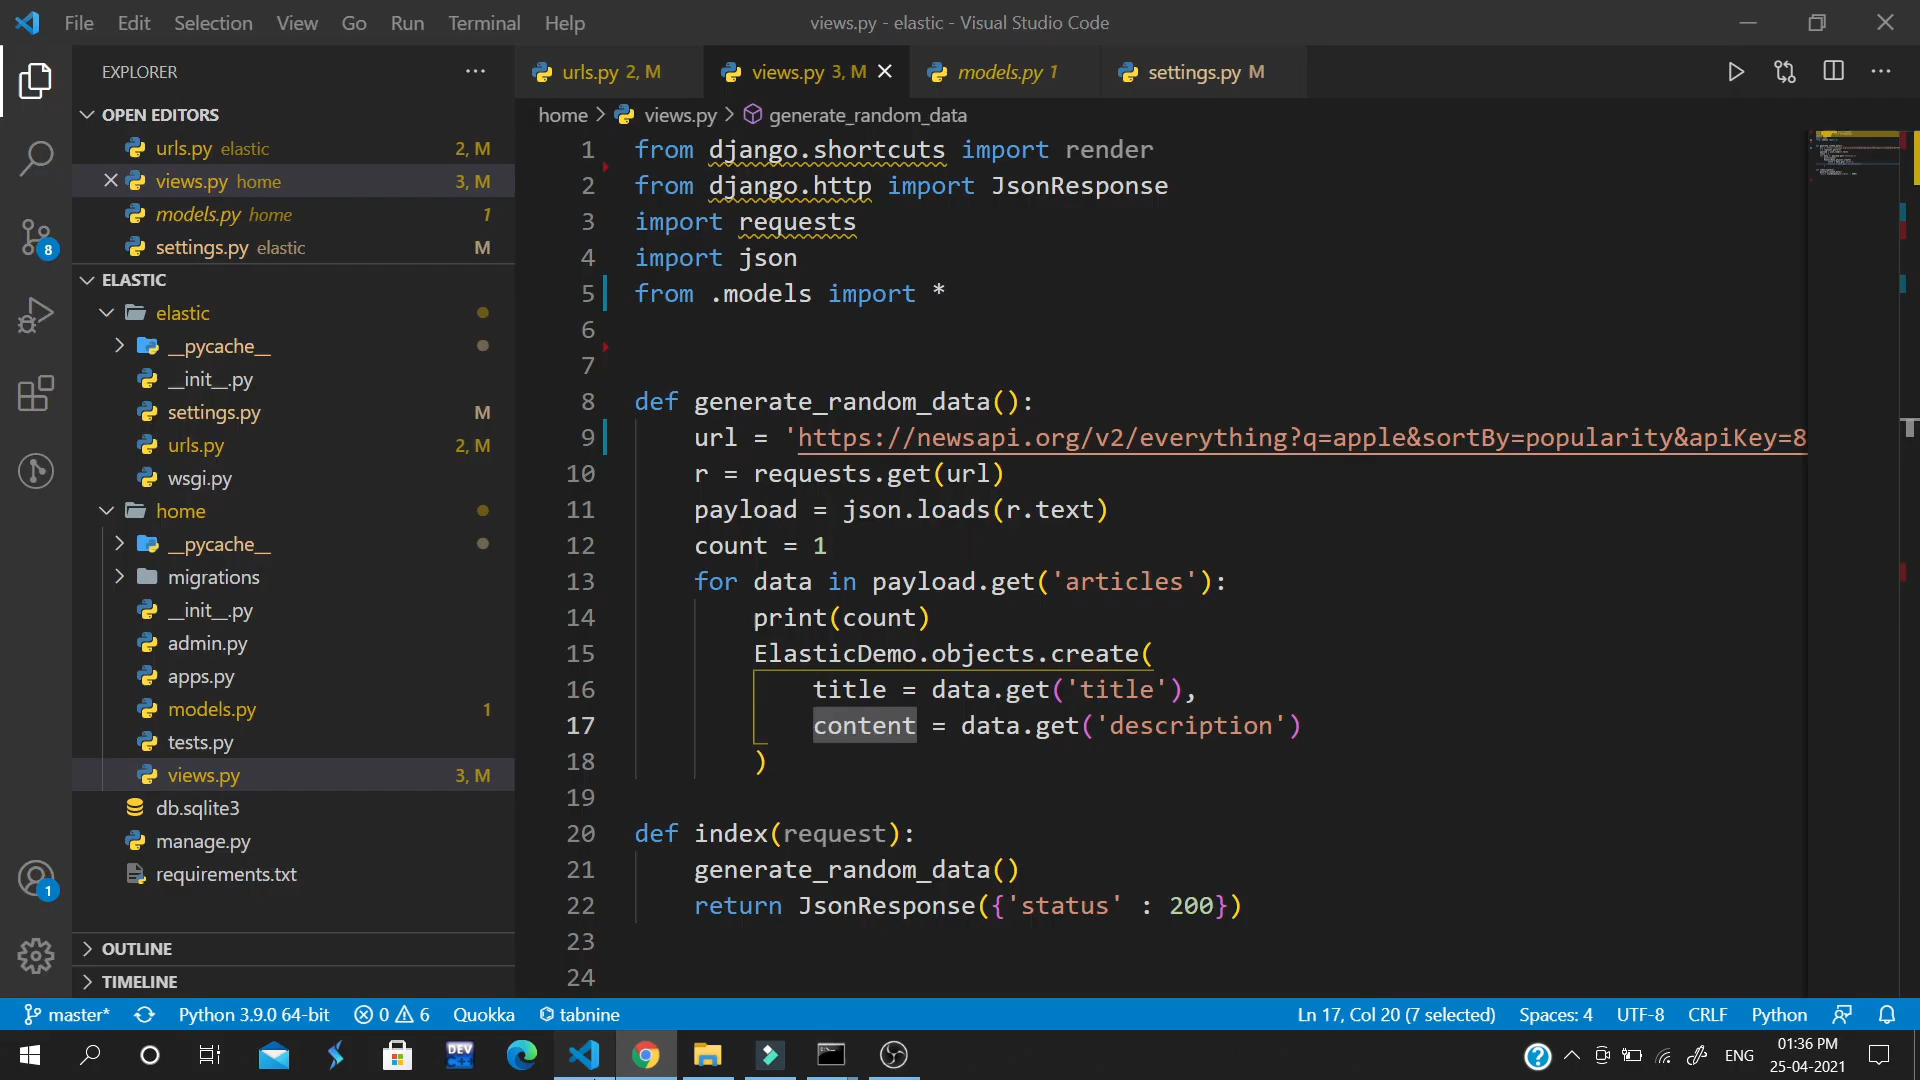 File Edit Selection View Go Run Terminal Help
views.py - elastic - Visual Studio Code
EXPLORER
OPEN EDITORS
urls.py elastic 2, M
views.py home 3, M
models.py home 1
settings.py elastic M
ELASTIC
elastic
__pycache__
__init__.py
settings.py M
urls.py 2, M
wsgi.py
home
__pycache__
migrations
__init__.py
admin.py
apps.py
models.py 1
tests.py
views.py 3, M
db.sqlite3
manage.py
requirements.txt
OUTLINE
TIMELINE
urls.py 2, M
views.py 3, M
models.py 1
settings.py M
home > views.py > generate_random_data
1 from django.shortcuts import render
2 from django.http import JsonResponse
3 import requests
4 import json
5 from .models import *
6
7
8 def generate_random_data():
9 url = 'https://newsapi.org/v2/everything?q=apple&sortBy=popularity&apiKey=8
10 r = requests.get(url)
11 payload = json.loads(r.text)
12 count = 1
13 for data in payload.get('articles'):
14 print(count)
15 ElasticDemo.objects.create(
16 title = data.get('title'),
17 content = data.get('description')
18 )
19
20 def index(request):
21 generate_random_data()
22 return JsonResponse({'status' : 200})
23
24
8
1
master* Python 3.9.0 64-bit 0 6 Quokka tabnine
Ln 17, Col 20 (7 selected) Spaces: 4 UTF-8 CRLF Python
DEV C++
ENG
01:36 PM
25-04-2021